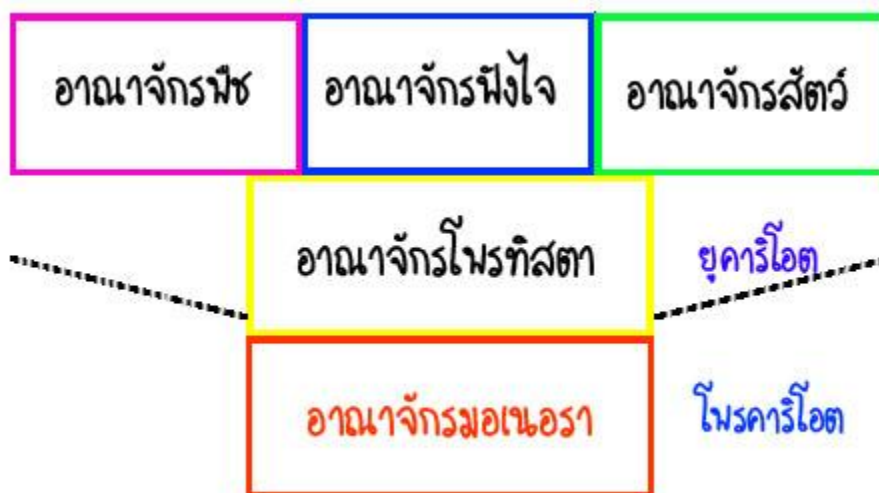 อาณาจักรพืช อาณาจักรฟังไจ อาณาจักรสัตว์
อาณาจักรโพรทิสตา ยูคาริโอต
อาณาจักรมอเนอรา โพรคาริโอต